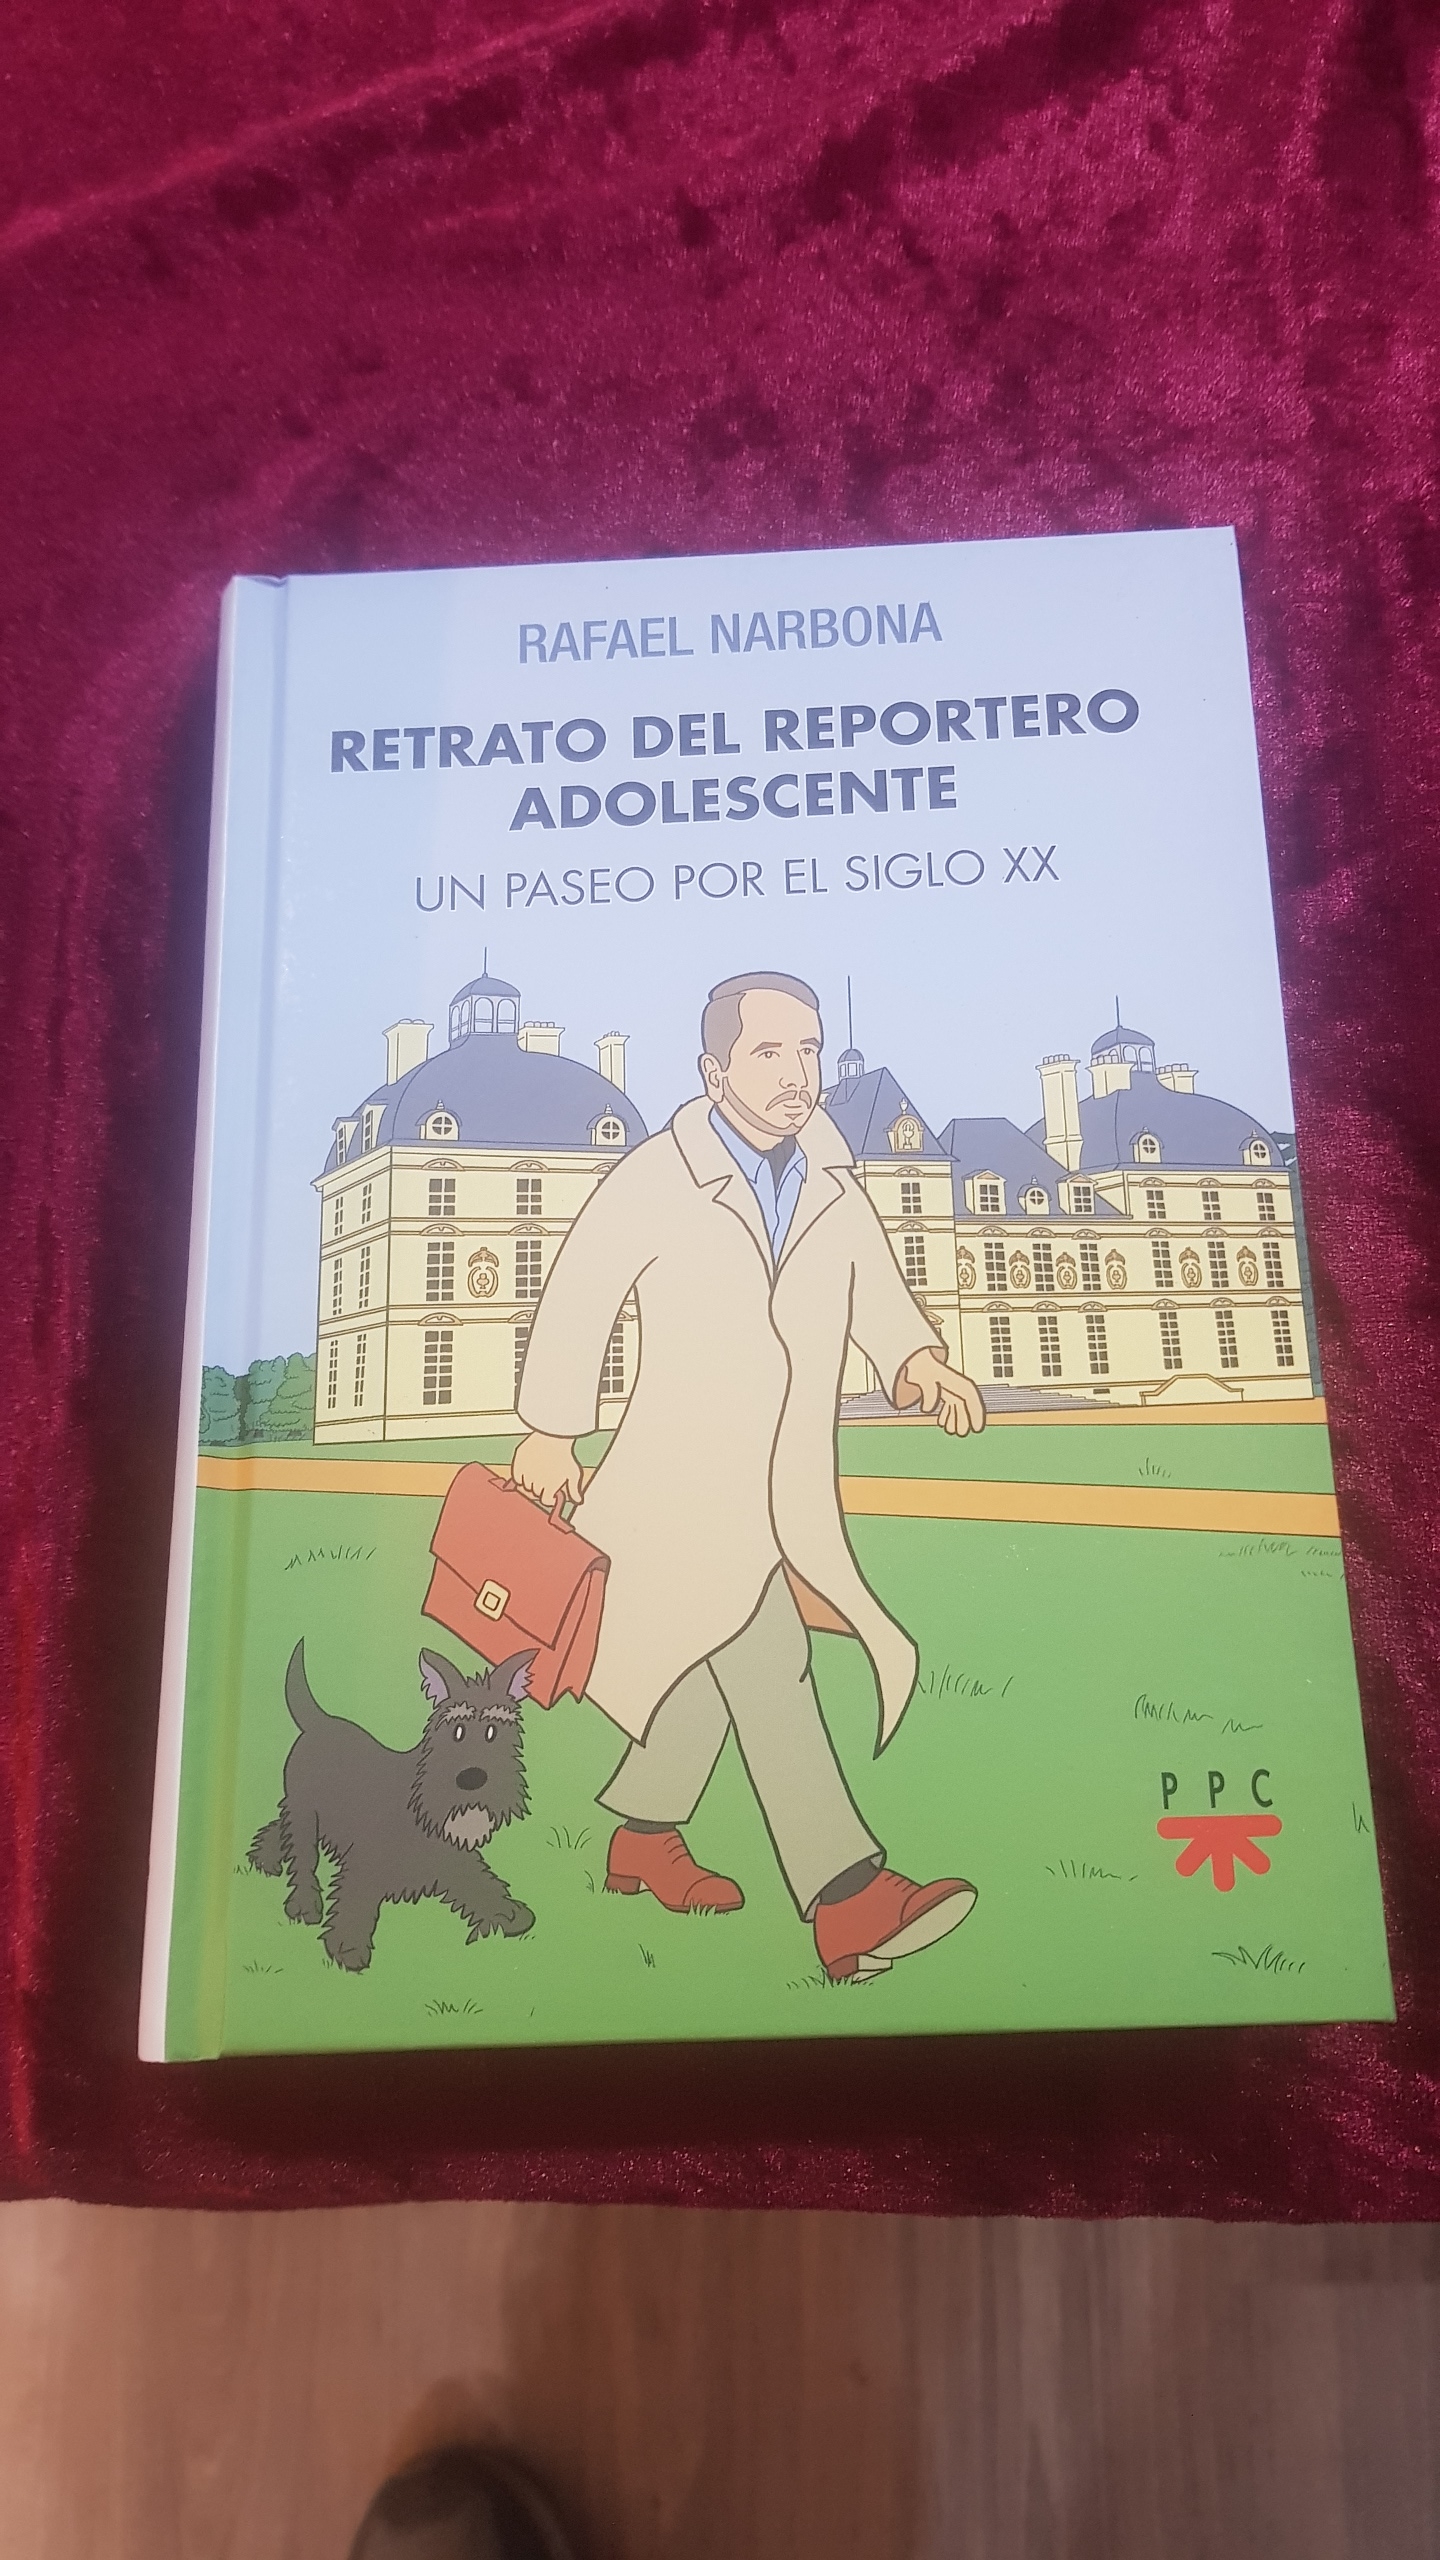 RAFAEL NARBONA
RETRATO DEL REPORTERO
ADOLESCENTE
UN PASEO POR EL SIGLO XX
PPC